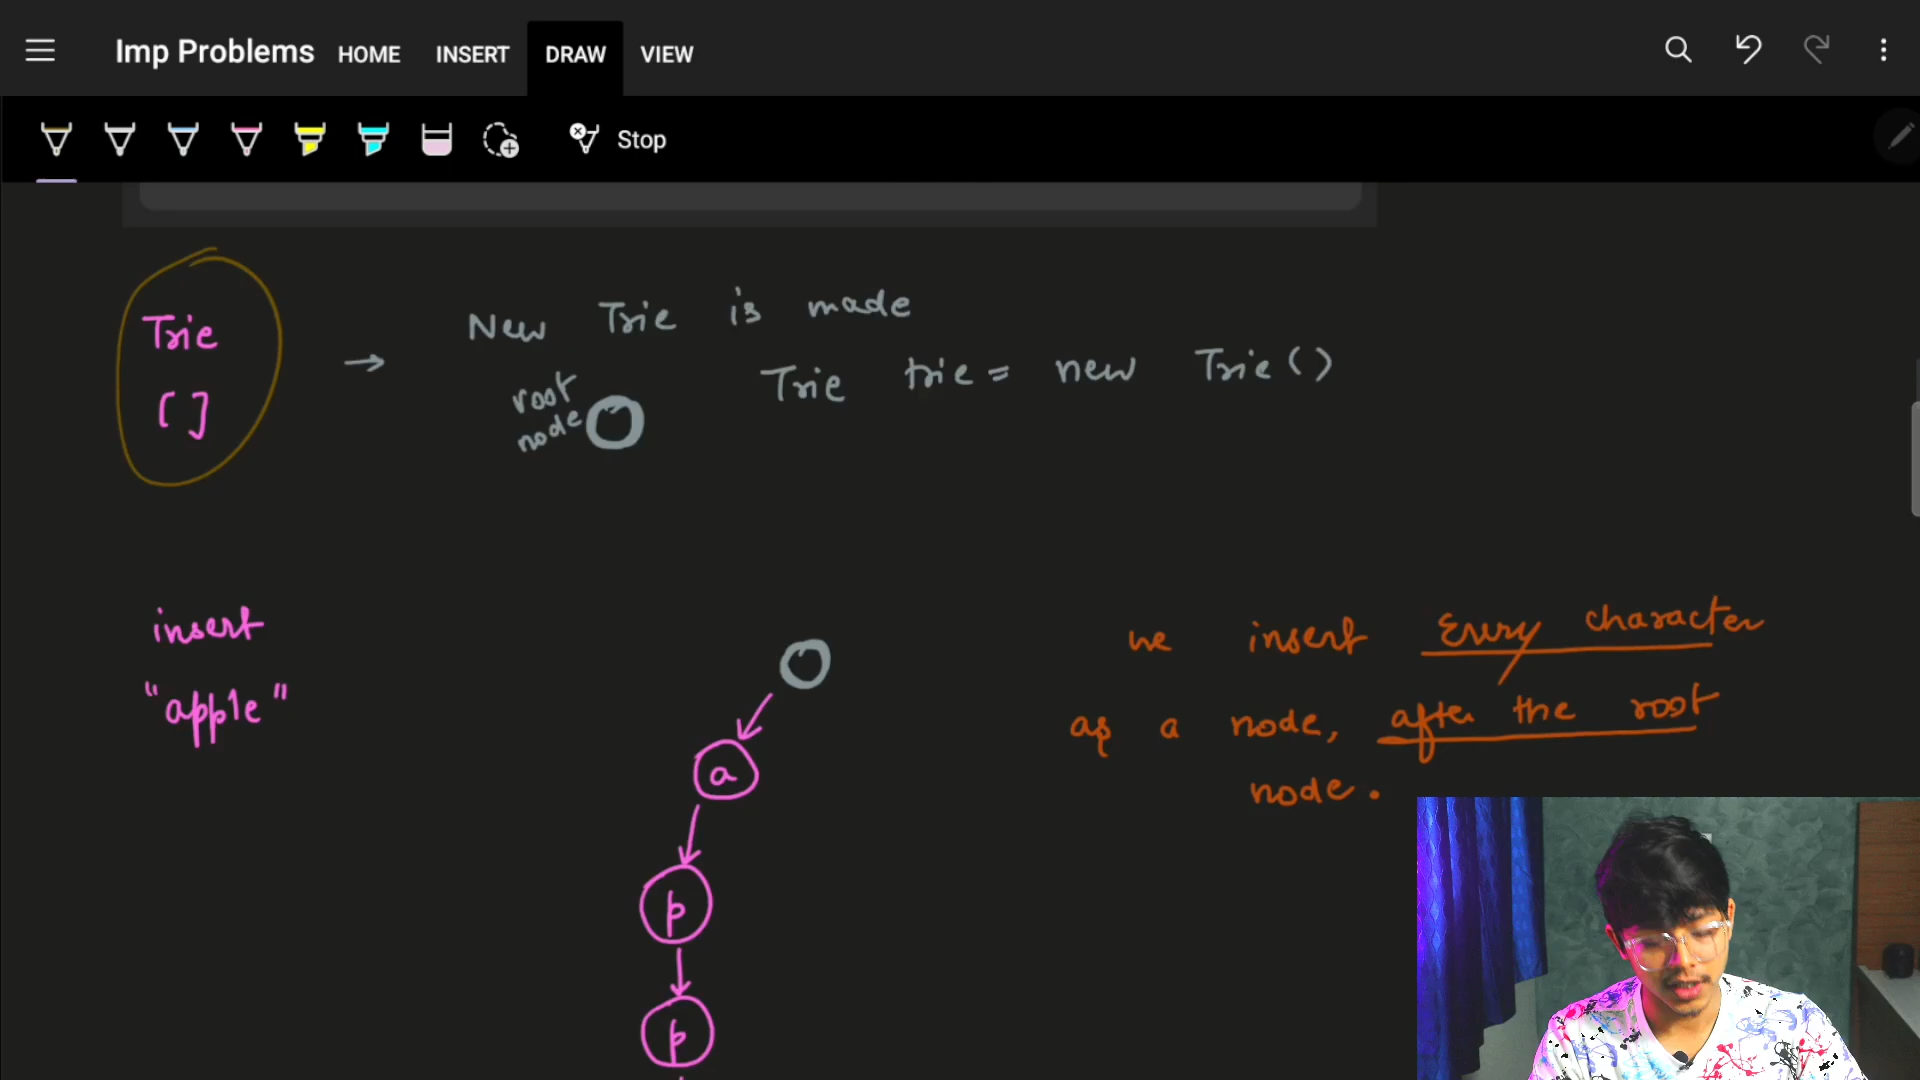 Imp Problems HOME INSERT DRAW VIEW
Stop
Trie
[]
→ New Trie is made
root
node
Trie trie = new Trie()
insert
"apple"
a
p
p
we insert Every character
as a node, after the root
node.